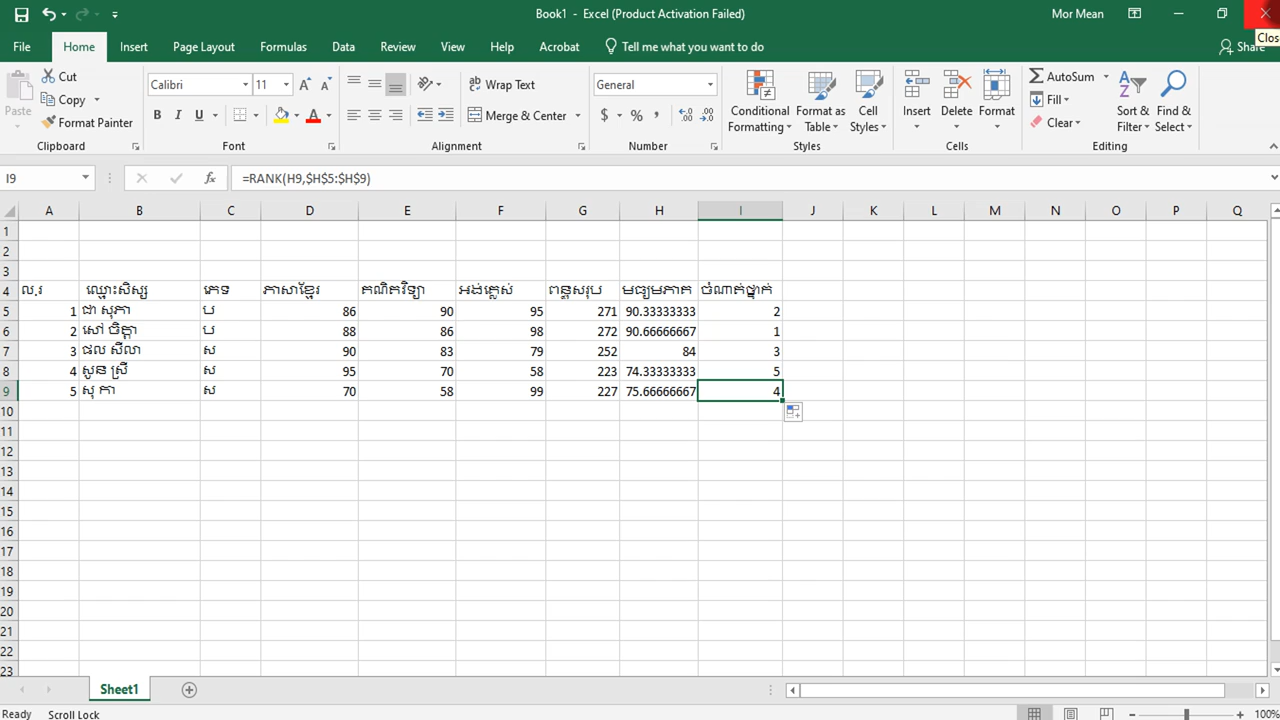 Book1 - Excel (Product Activation Failed)
Mor Mean
Clos
File Home Insert Page Layout Formulas Data Review View Help Acrobat Tell me what you want to do Share
Paste
Cut
Copy
Format Painter
Clipboard
Calibri 11
B I U
Font
Wrap Text
Merge & Center
Alignment
General
$ % ,
Number
Conditional Formatting
Format as Table
Cell Styles
Styles
Insert Delete Format
Cells
AutoSum
Fill
Clear
Sort & Filter
Find & Select
Editing
I9 fx =RANK(H9,$H$5:$H$9)
A B C D E F G H I J K L M N O P Q
1
2
3
4 ល.រ ឈ្មោះសិស្ស ភេទ ភាសាខ្មែរ គណិតវិទ្យា អង់គ្លេស ពន្ទុសរុប មធ្យមភាគ ចំណាត់ថ្នាក់
5 1 ជា សុភា ប 86 90 95 271 90.33333333 2
6 2 សៅ ចិត្តា ប 88 86 98 272 90.66666667 1
7 3 ផល សីលា ស 90 83 79 252 84 3
8 4 សួន ស្រី ស 95 70 58 223 74.33333333 5
9 5 សុ កា ស 70 58 99 227 75.66666667 4
10
11
12
13
14
15
16
17
18
19
20
21
22
23
Sheet1
Ready Scroll Lock 100%